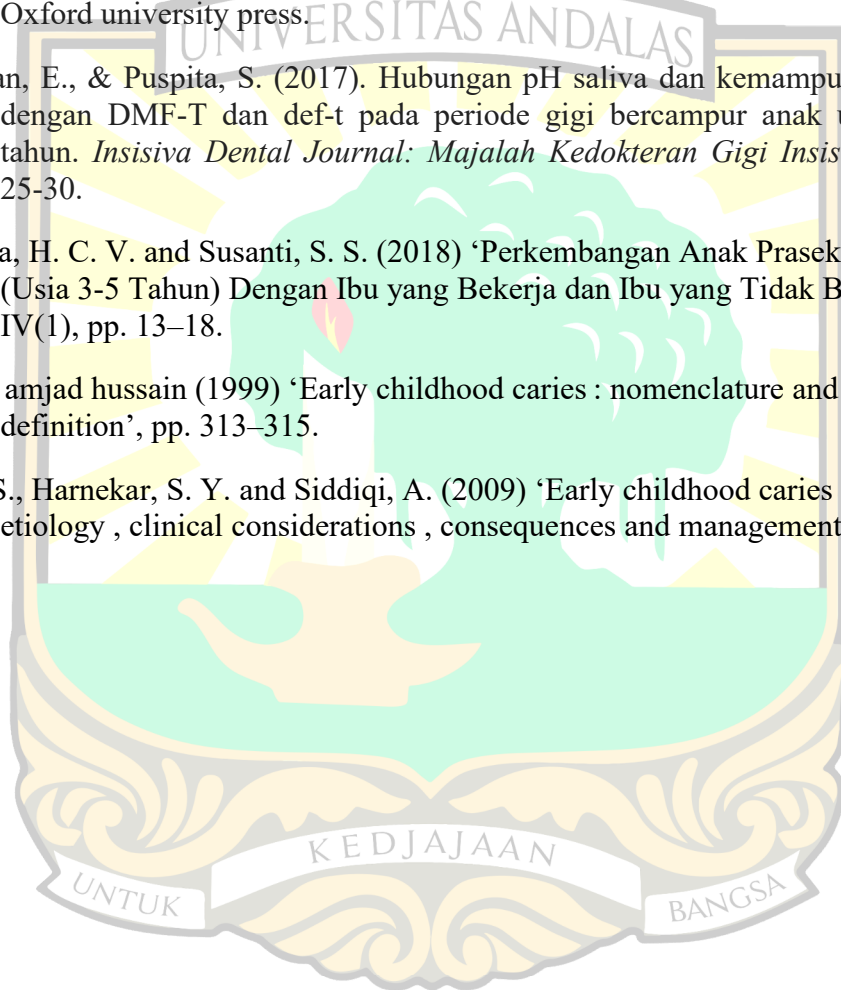 Oxford university press.
UNIVERSITAS ANDALAS
an, E., & Puspita, S. (2017). Hubungan pH saliva dan kemampu
dengan DMF-T dan def-t pada periode gigi bercampur anak u
tahun. Insisiva Dental Journal: Majalah Kedokteran Gigi Insis
25-30.
a, H. C. V. and Susanti, S. S. (2018) ‘Perkembangan Anak Prasek
(Usia 3-5 Tahun) Dengan Ibu yang Bekerja dan Ibu yang Tidak B
IV(1), pp. 13–18.
amjad hussain (1999) ‘Early childhood caries : nomenclature and
definition’, pp. 313–315.
S., Harnekar, S. Y. and Siddiqi, A. (2009) ‘Early childhood caries
etiology , clinical considerations , consequences and management
KEDJAJAAN
UNTUK
BANGSA